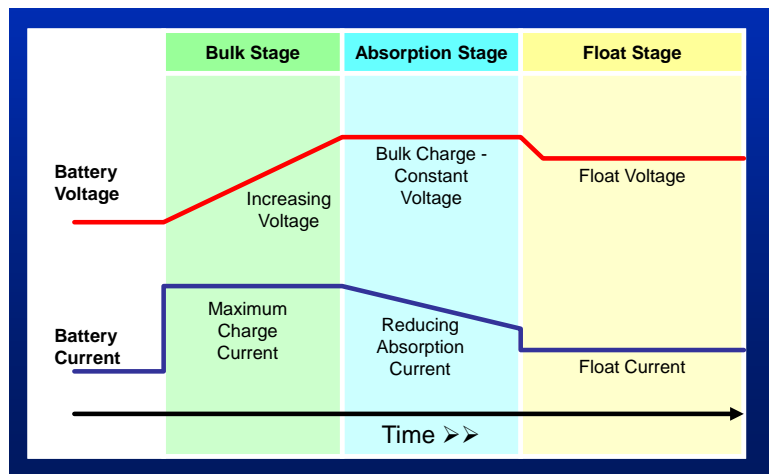 Bulk Stage
Absorption Stage
Float Stage
Battery
Voltage
Increasing
Voltage
Bulk Charge -
Constant
Voltage
Float Voltage
Battery
Current
Maximum
Charge
Current
Reducing
Absorption
Current
Float Current
Time ➢➢